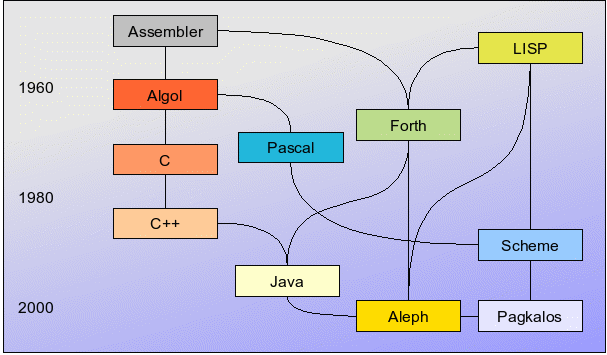 Assembler
LISP
1960
Algol
Forth
Pascal
C
1980
C++
Scheme
Java
2000
Aleph
Pagkalos